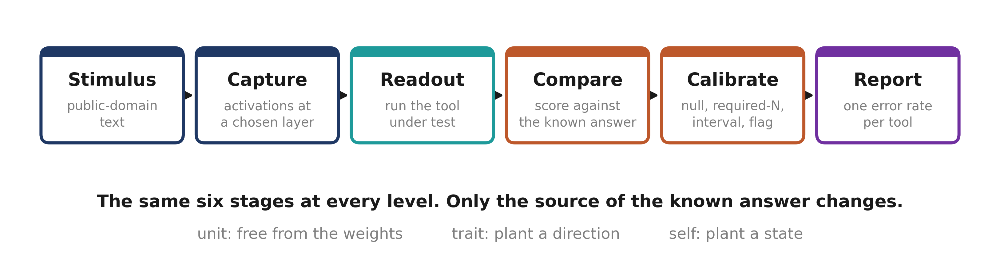 Stimulus
public-domain
text
Capture
activations at
a chosen layer
Readout
run the tool
under test
Compare
score against
the known answer
Calibrate
null, required-N,
interval, flag
Report
one error rate
per tool
The same six stages at every level. Only the source of the known answer changes.
unit: free from the weights trait: plant a direction self: plant a state